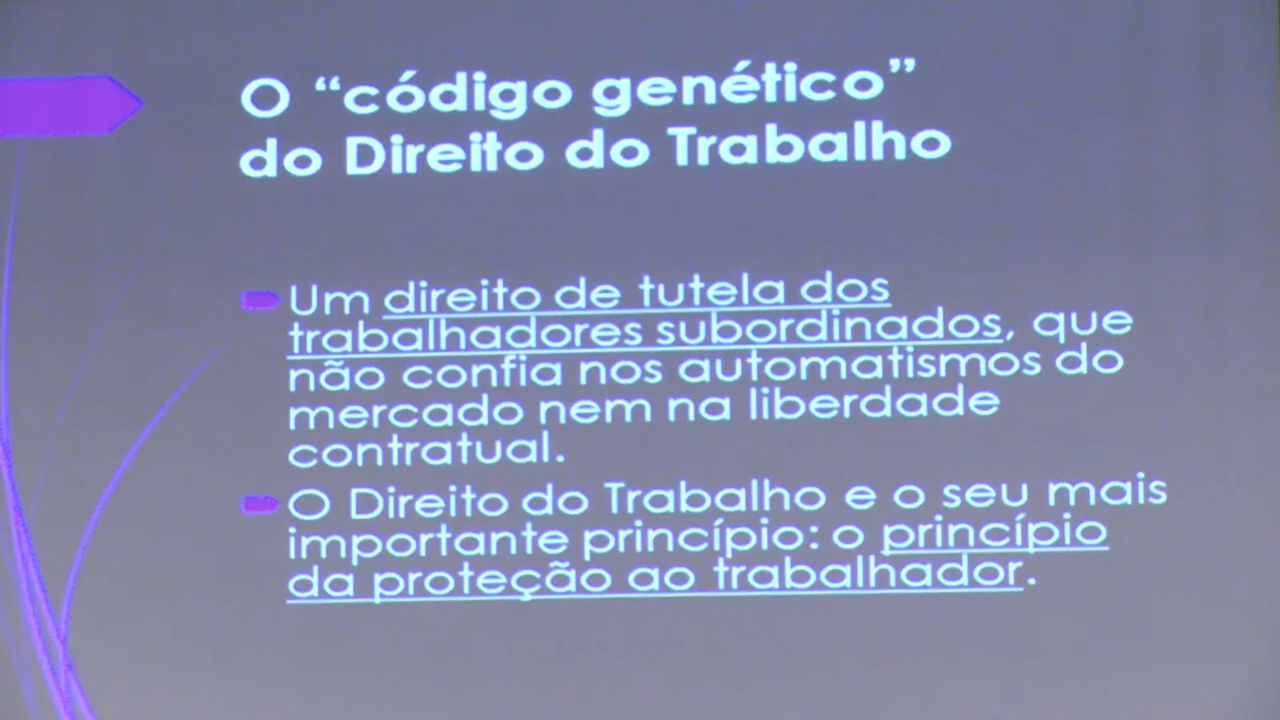 O “código genético”
do Direito do Trabalho
Um direito de tutela dos
trabalhadores subordinados, que
não confia nos automatismos do
mercado nem na liberdade
contratual.
O Direito do Trabalho e o seu mais
importante princípio: o princípio
da proteção ao trabalhador.